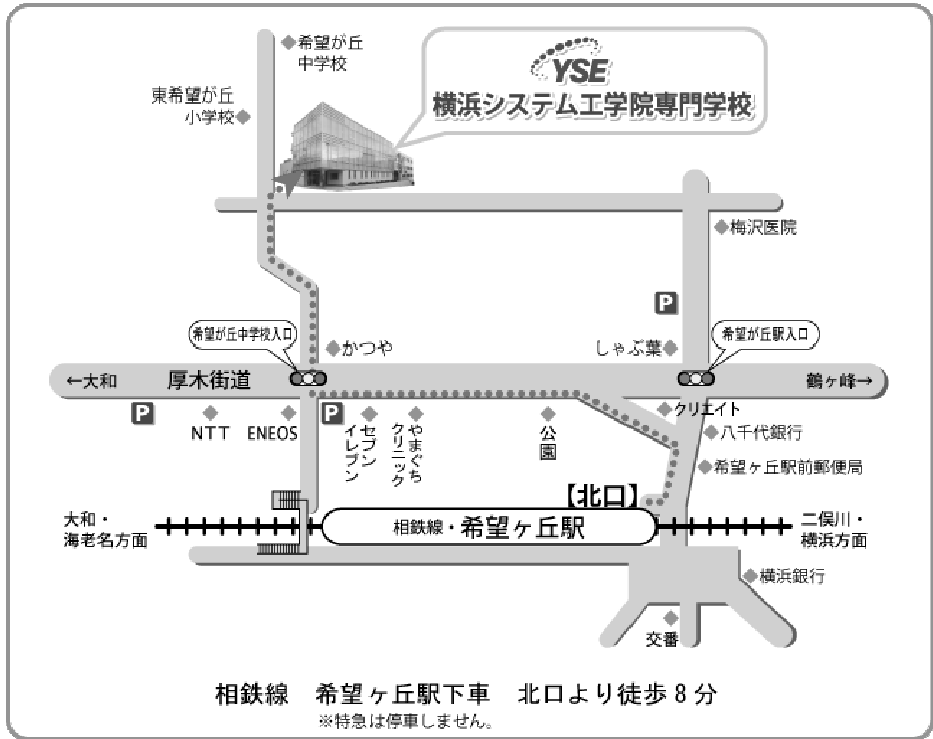 希望が丘
中学校
YSE
横浜システム工学院専門学校
東希望が丘
小学校
梅沢医院
P
希望が丘中学校入口
かつや
しゃぶ葉
希望が丘駅入口
←大和
厚木街道
鶴ヶ峰→
P
NTT
ENEOS
P
セブン
イレブン
やまぐち
クリニック
公園
クリエイト
八千代銀行
希望ヶ丘駅前郵便局
【北口】
大和・
海老名方面
相鉄線・希望ヶ丘駅
二俣川・
横浜方面
横浜銀行
交番
相鉄線 希望ヶ丘駅下車 北口より徒歩8分
※特急は停車しません。